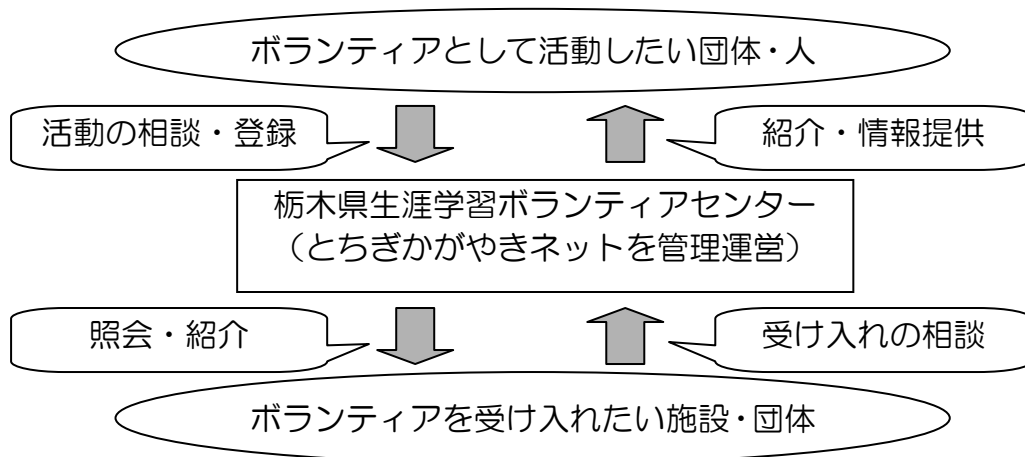 ボランティアとして活動したい団体・人
活動の相談・登録
紹介・情報提供
栃木県生涯学習ボランティアセンター
（とちぎかがやきネットを管理運営）
照会・紹介
受け入れの相談
ボランティアを受け入れたい施設・団体